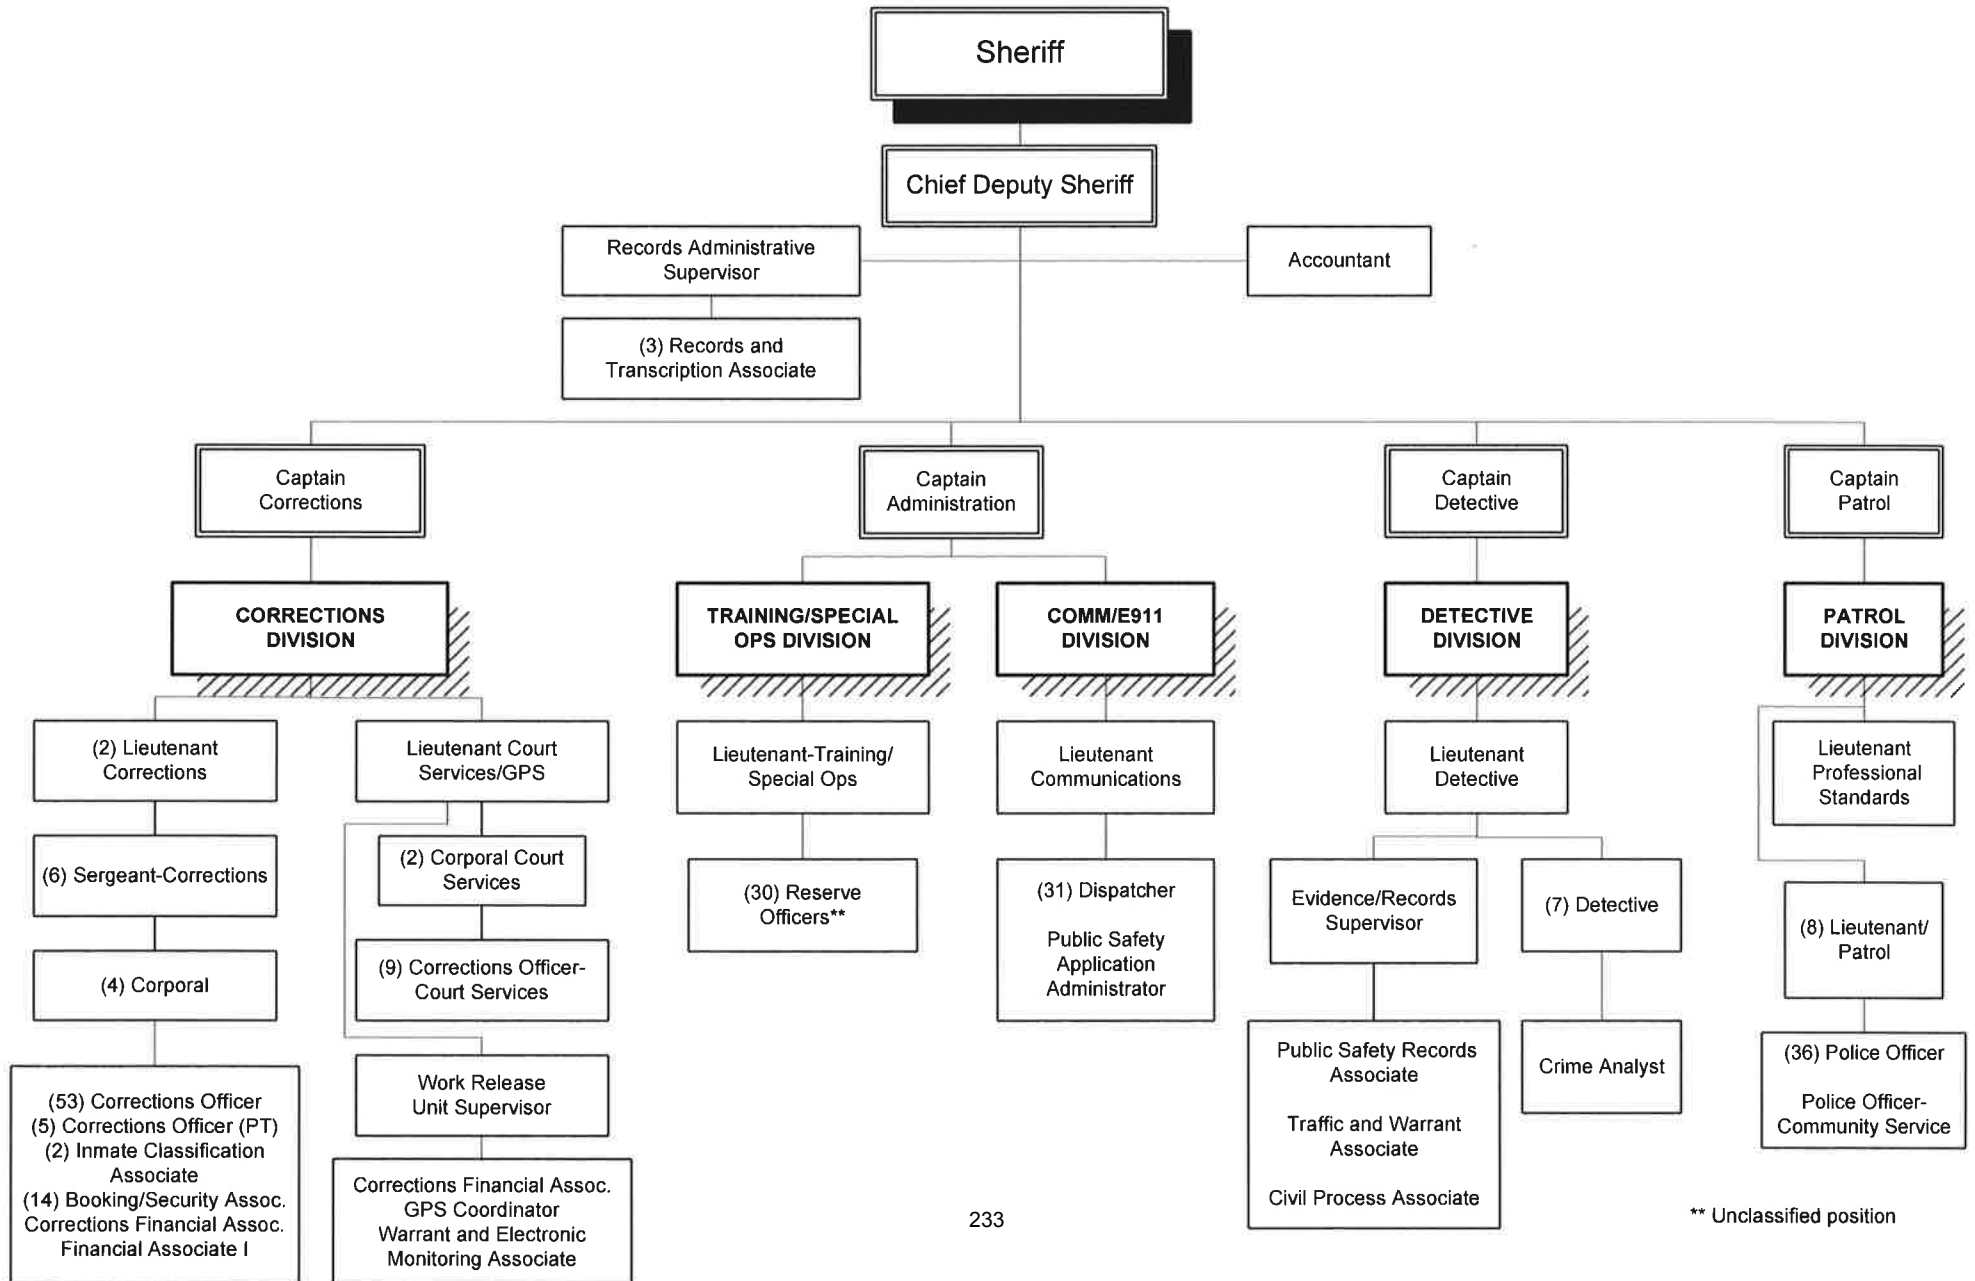 Sheriff
Chief Deputy Sheriff
Records Administrative
Supervisor
Accountant
(3) Records and
Transcription Associate
Captain
Corrections
Captain
Administration
Captain
Detective
Captain
Patrol
CORRECTIONS
DIVISION
TRAINING/SPECIAL
OPS DIVISION
COMM/E911
DIVISION
DETECTIVE
DIVISION
PATROL
DIVISION
(2) Lieutenant
Corrections
Lieutenant Court
Services/GPS
Lieutenant-Training/
Special Ops
Lieutenant
Communications
Lieutenant
Detective
Lieutenant
Professional
Standards
(6) Sergeant-Corrections
(2) Corporal Court
Services
(30) Reserve
Officers**
(31) Dispatcher
Public Safety
Application
Administrator
Evidence/Records
Supervisor
(7) Detective
(8) Lieutenant/
Patrol
(4) Corporal
(9) Corrections Officer-
Court Services
Public Safety Records
Associate
Traffic and Warrant
Associate
Civil Process Associate
Crime Analyst
(36) Police Officer
Police Officer-
Community Service
(53) Corrections Officer
(5) Corrections Officer (PT)
(2) Inmate Classification
Associate
(14) Booking/Security Assoc.
Corrections Financial Assoc.
Financial Associate I
Work Release
Unit Supervisor
Corrections Financial Assoc.
GPS Coordinator
Warrant and Electronic
Monitoring Associate
233
** Unclassified position